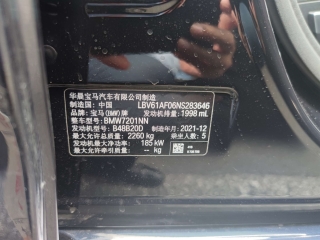 华晨宝马汽车有限公司制造
制造国：中国 LBV61AF06NS283646
品牌：宝马(BMW)牌 发动机排量：1998 mL
整车型号：BMW7201NN
发动机型号：B48B20D 制造年月：2021-12
最大允许总质量：2260 kg 乘坐人数：5
发动机最大净功率：185 kW
最大允许牵引质量：-- kg